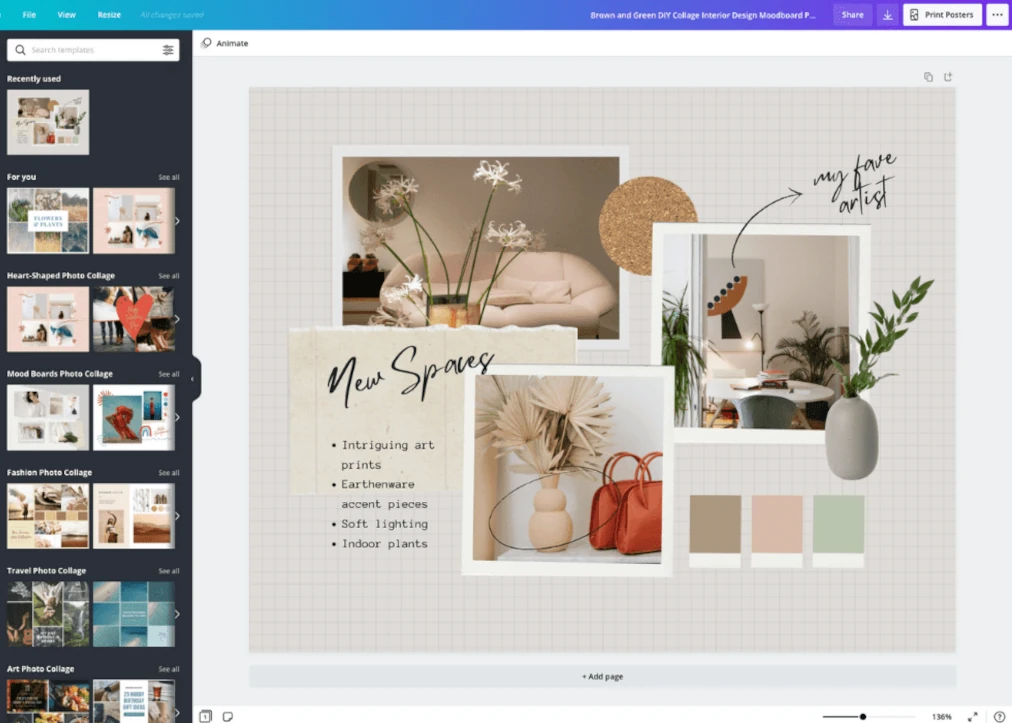 File View Resize All changes saved Brown and Green DIY Collage Interior Design Moodboard P... Share Print Posters
Search templates
Animate
Recently used
For you See all
FLOWERS
& PLANTS
Heart-Shaped Photo Collage See all
Mood Boards Photo Collage See all
Fashion Photo Collage See all
Travel Photo Collage See all
Art Photo Collage See all
my fave
artist
New Spaces
• Intriguing art
prints
• Earthenware
accent pieces
• Soft lighting
• Indoor plants
+ Add page
1
136%
?